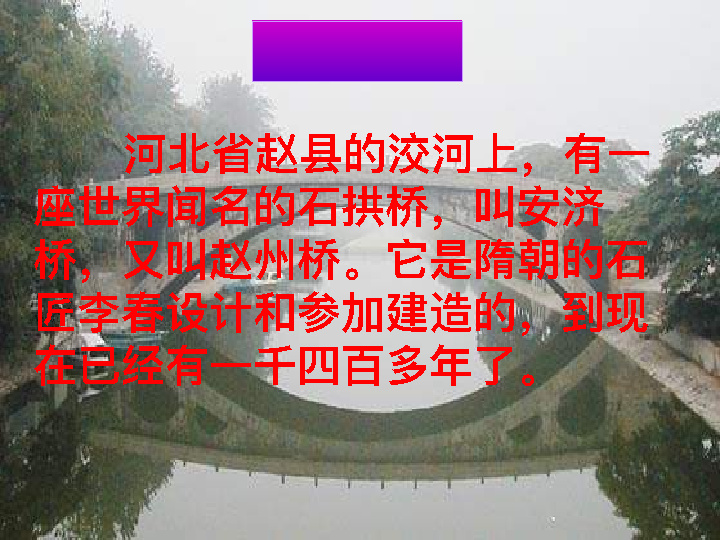 河北省赵县的洨河上，有一
座世界闻名的石拱桥，叫安济
桥，又叫赵州桥。它是隋朝的石
匠李春设计和参加建造的，到现
在已经有一千四百多年了。